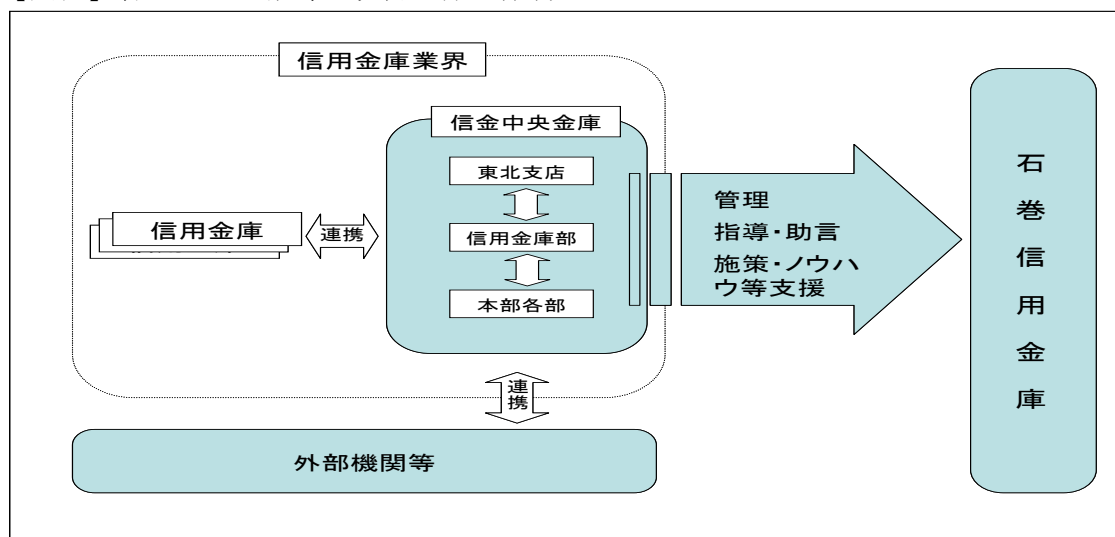 信用金庫業界
信金中央金庫
東北支店
信用金庫
連携
信用金庫部
本部各部
管理
指導・助言
施策・ノウハ
ウ等支援
石巻信用金庫
連携
外部機関等